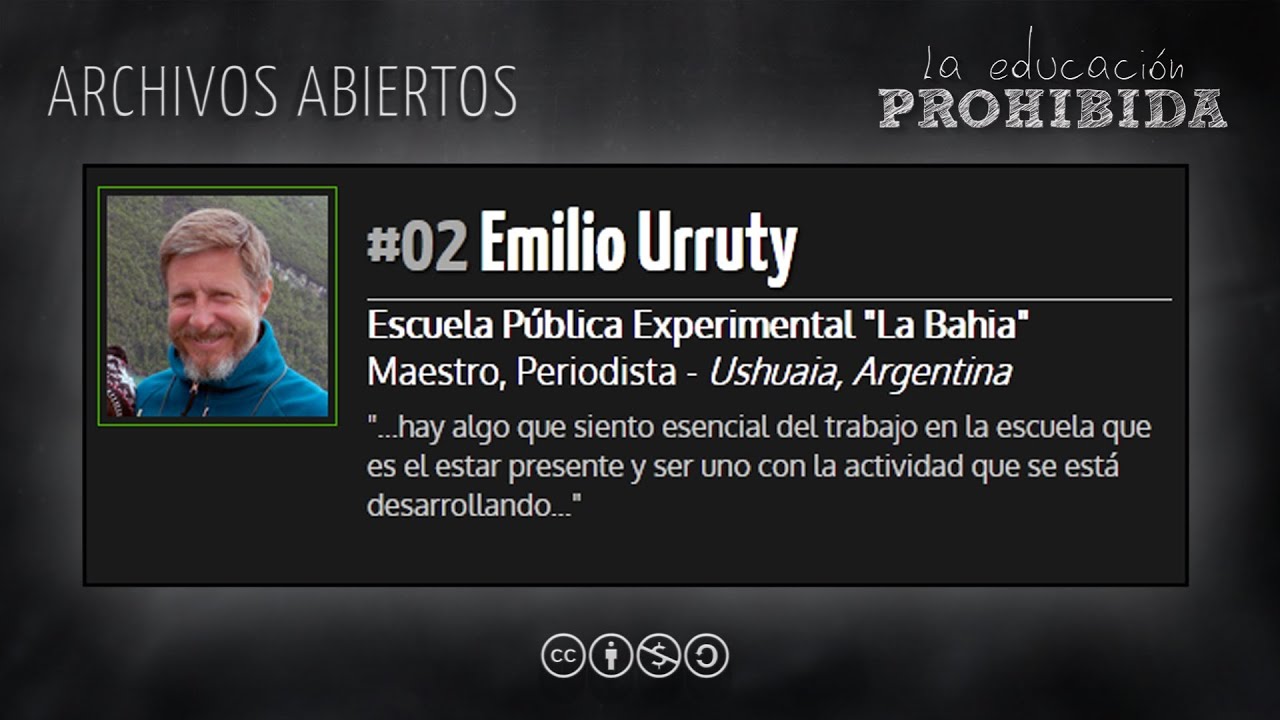 ARCHIVOS ABIERTOS
la educación
PROHIBIDA
#02 Emilio Urruty
Escuela Pública Experimental "La Bahia"
Maestro, Periodista - Ushuaia, Argentina
"...hay algo que siento esencial del trabajo en la escuela que
es el estar presente y ser uno con la actividad que se está
desarrollando..."
cc